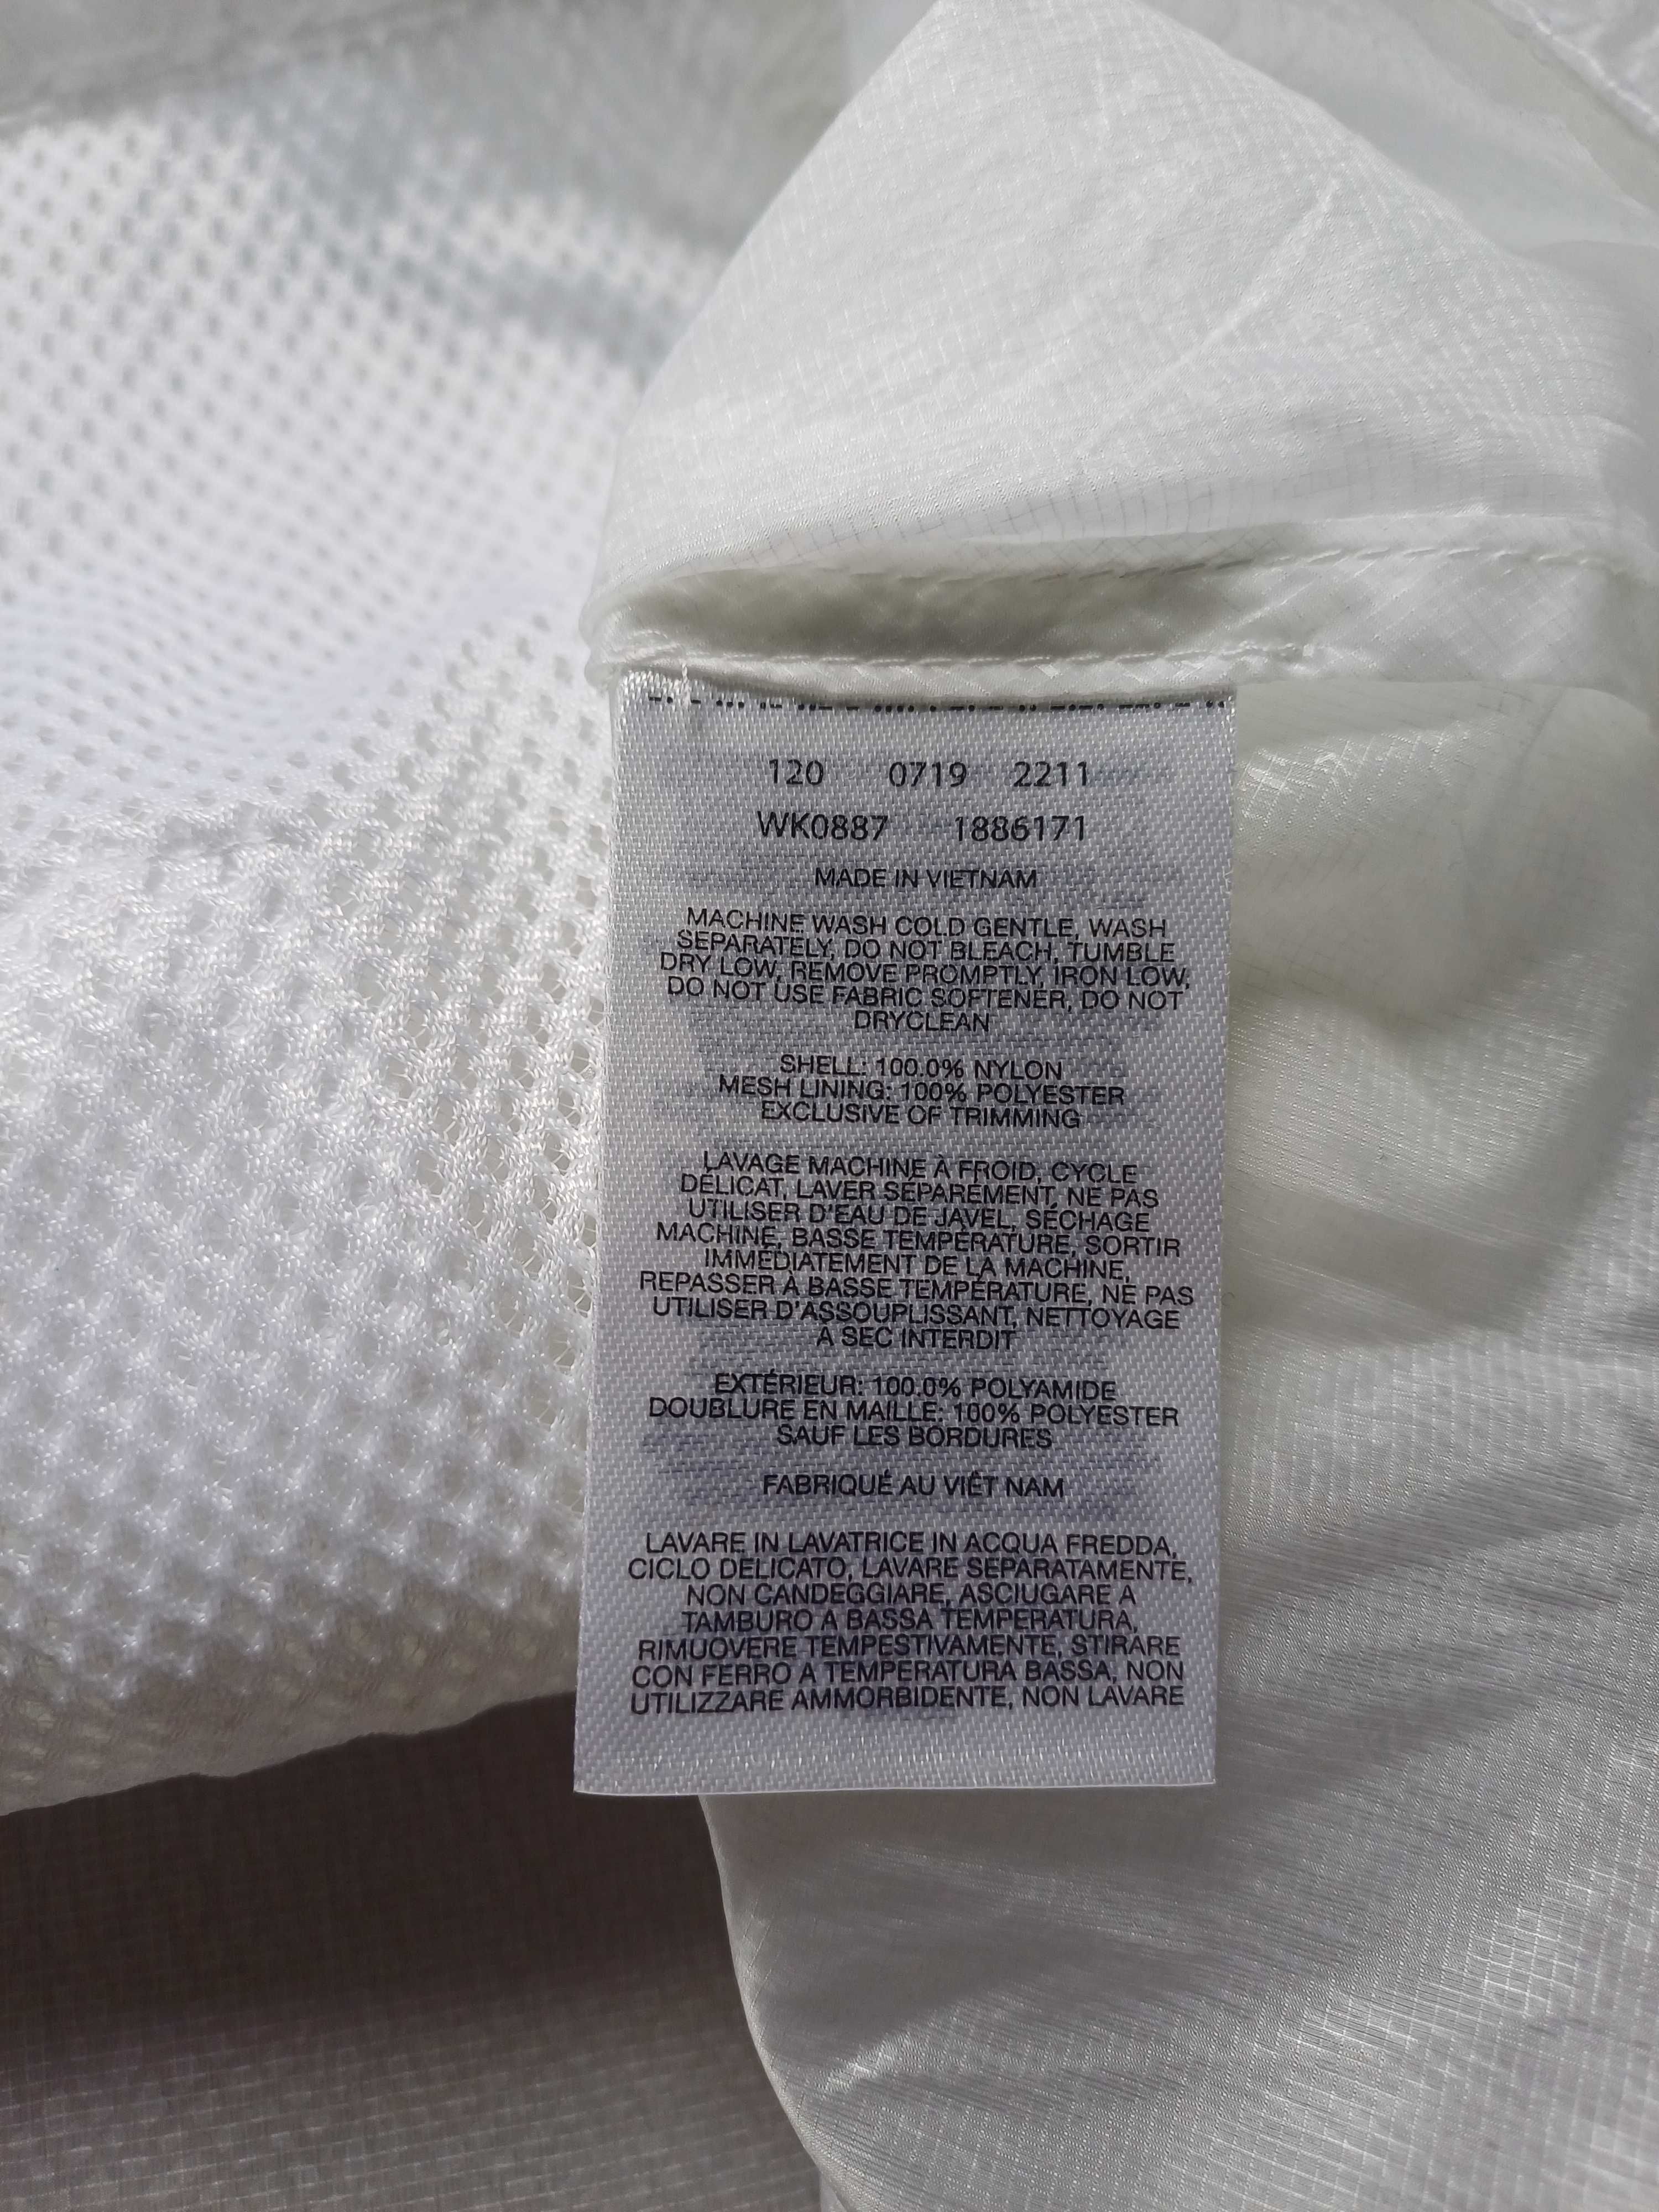 120 0719 2211
WK0887 1886171
MADE IN VIETNAM
MACHINE WASH COLD GENTLE, WASH
SEPARATELY, DO NOT BLEACH, TUMBLE
DRY LOW, REMOVE PROMPTLY, IRON LOW,
DO NOT USE FABRIC SOFTENER, DO NOT
DRYCLEAN
SHELL: 100.0% NYLON
MESH LINING: 100% POLYESTER
EXCLUSIVE OF TRIMMING
LAVAGE MACHINE À FROID, CYCLE
DÉLICAT, LAVER SÉPARÉMENT, NE PAS
UTILISER D'EAU DE JAVEL, SÉCHAGE
MACHINE, BASSE TEMPÉRATURE, SORTIR
IMMÉDIATEMENT DE LA MACHINE,
REPASSER À BASSE TEMPÉRATURE, NE PAS
UTILISER D'ASSOUPLISSANT, NETTOYAGE
À SEC INTERDIT
EXTÉRIEUR: 100.0% POLYAMIDE
DOUBLURE EN MAILLE: 100% POLYESTER
SAUF LES BORDURES
FABRIQUÉ AU VIÊT NAM
LAVARE IN LAVATRICE IN ACQUA FREDDA,
CICLO DELICATO, LAVARE SEPARATAMENTE,
NON CANDEGGIARE, ASCIUGARE A
TAMBURO A BASSA TEMPERATURA,
RIMUOVERE TEMPESTIVAMENTE, STIRARE
CON FERRO A TEMPERATURA BASSA, NON
UTILIZZARE AMMORBIDENTE, NON LAVARE